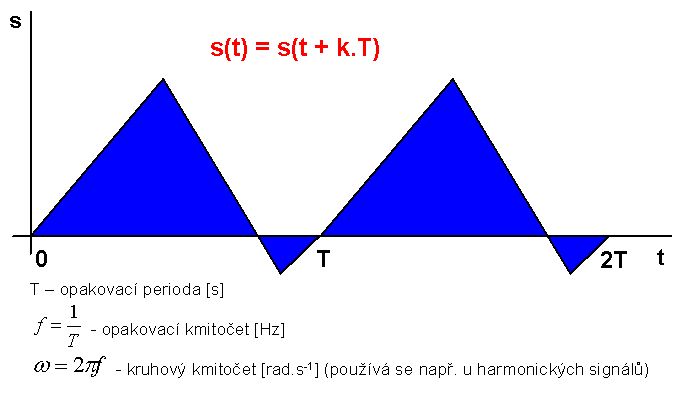 s
s(t) = s(t + k.T)
0 T 2T t
T – opakovací perioda [s]
f = 1/T - opakovací kmitočet [Hz]
ω = 2πf - kruhový kmitočet [rad.s⁻¹] (používá se např. u harmonických signálů)